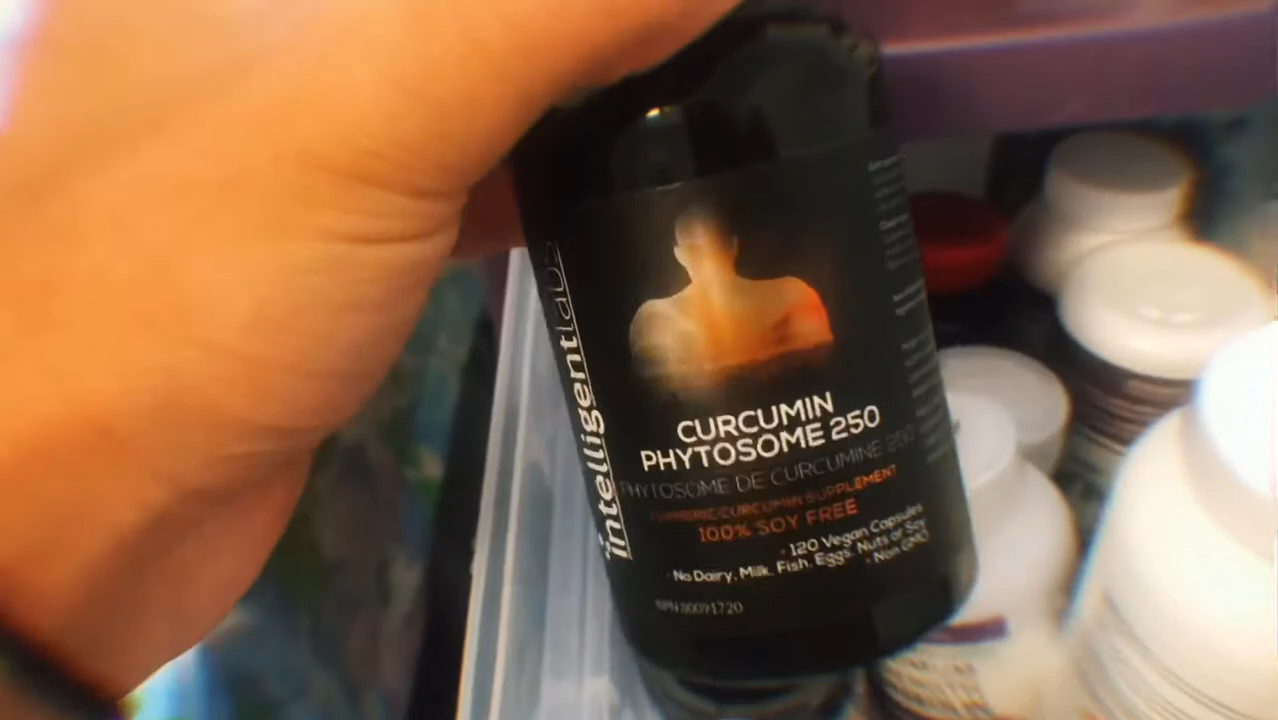 intelligentlabs
CURCUMIN
PHYTOSOME 250
PHYTOSOME DE CURCUMINE 250
TURMERIC CURCUMIN SUPPLEMENT
100% SOY FREE
· 120 Vegan Capsules
· No Dairy, Milk, Fish, Eggs, Nuts or Soy
· Non GMO
NPN 80091720